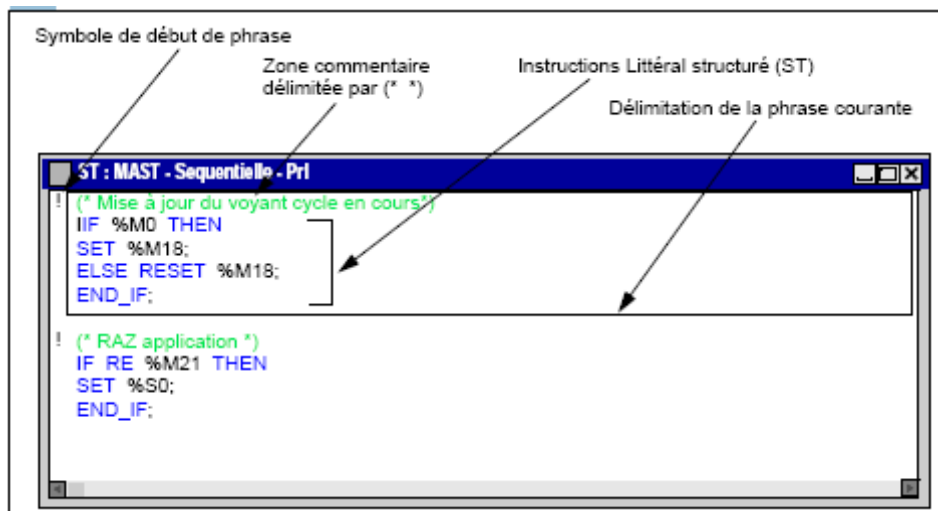 Symbole de début de phrase
Zone commentaire
délimitée par (* *)
Instructions Littéral structuré (ST)
Délimitation de la phrase courante
ST : MAST - Sequentielle - Prl
! (* Mise à jour du voyant cycle en cours*)
IIF %M0 THEN
SET %M18;
ELSE RESET %M18;
END_IF;
! (* RAZ application *)
IF RE %M21 THEN
SET %S0;
END_IF;